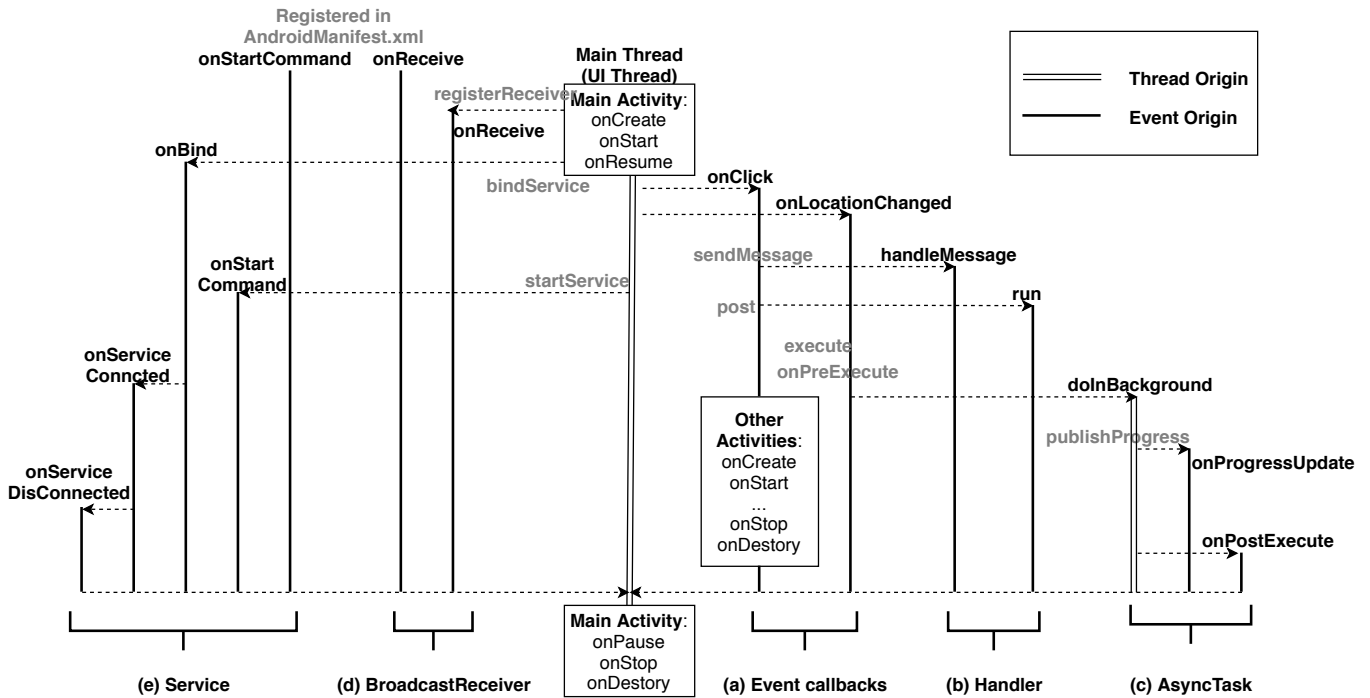 Registered in
AndroidManifest.xml
onStartCommand
onReceive
Main Thread
(UI Thread)
Thread Origin
Event Origin
registerReceiver
Main Activity:
onCreate
onStart
onResume
onReceive
onBind
bindService
onClick
onLocationChanged
onStart
Command
startService
sendMessage
handleMessage
post
run
onService
Conncted
execute
onPreExecute
doInBackground
Other
Activities:
onCreate
onStart
...
onStop
onDestory
publishProgress
onProgressUpdate
onService
DisConnected
onPostExecute
Main Activity:
onPause
onStop
onDestory
(e) Service
(d) BroadcastReceiver
(a) Event callbacks
(b) Handler
(c) AsyncTask